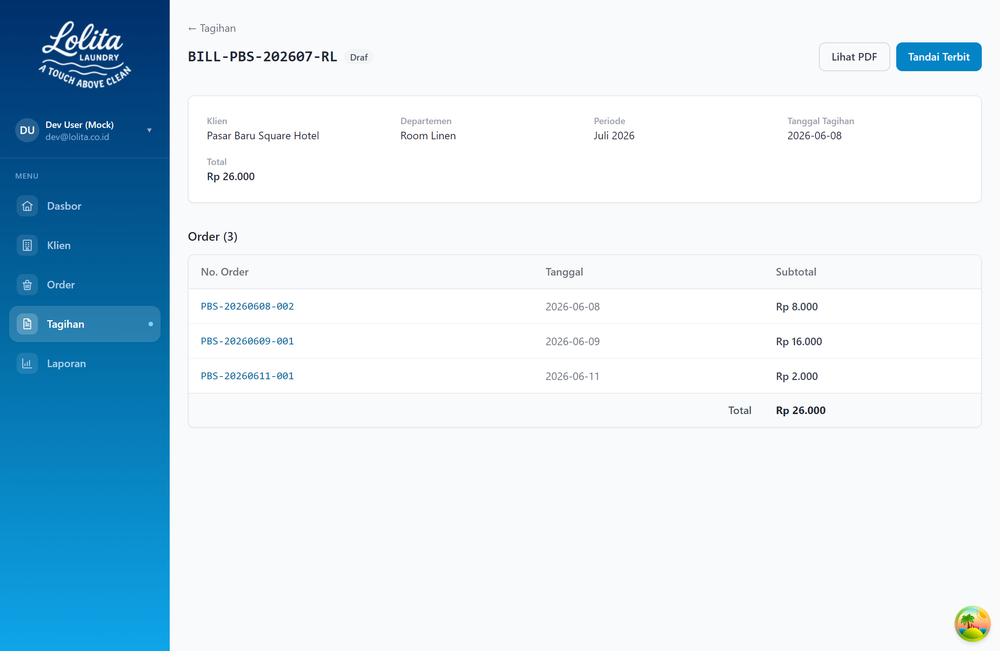 Lolita
LAUNDRY
A TOUCH ABOVE CLEAN
DU
Dev User (Mock)
dev@lolita.co.id
▼
MENU
Dasbor
Klien
Order
Tagihan
Laporan
← Tagihan
BILL-PBS-202607-RL Draf
Lihat PDF Tandai Terbit
Klien Departemen Periode Tanggal Tagihan
Pasar Baru Square Hotel Room Linen Juli 2026 2026-06-08
Total
Rp 26.000
Order (3)
No. Order Tanggal Subtotal
PBS-20260608-002 2026-06-08 Rp 8.000
PBS-20260609-001 2026-06-09 Rp 16.000
PBS-20260611-001 2026-06-11 Rp 2.000
Total Rp 26.000